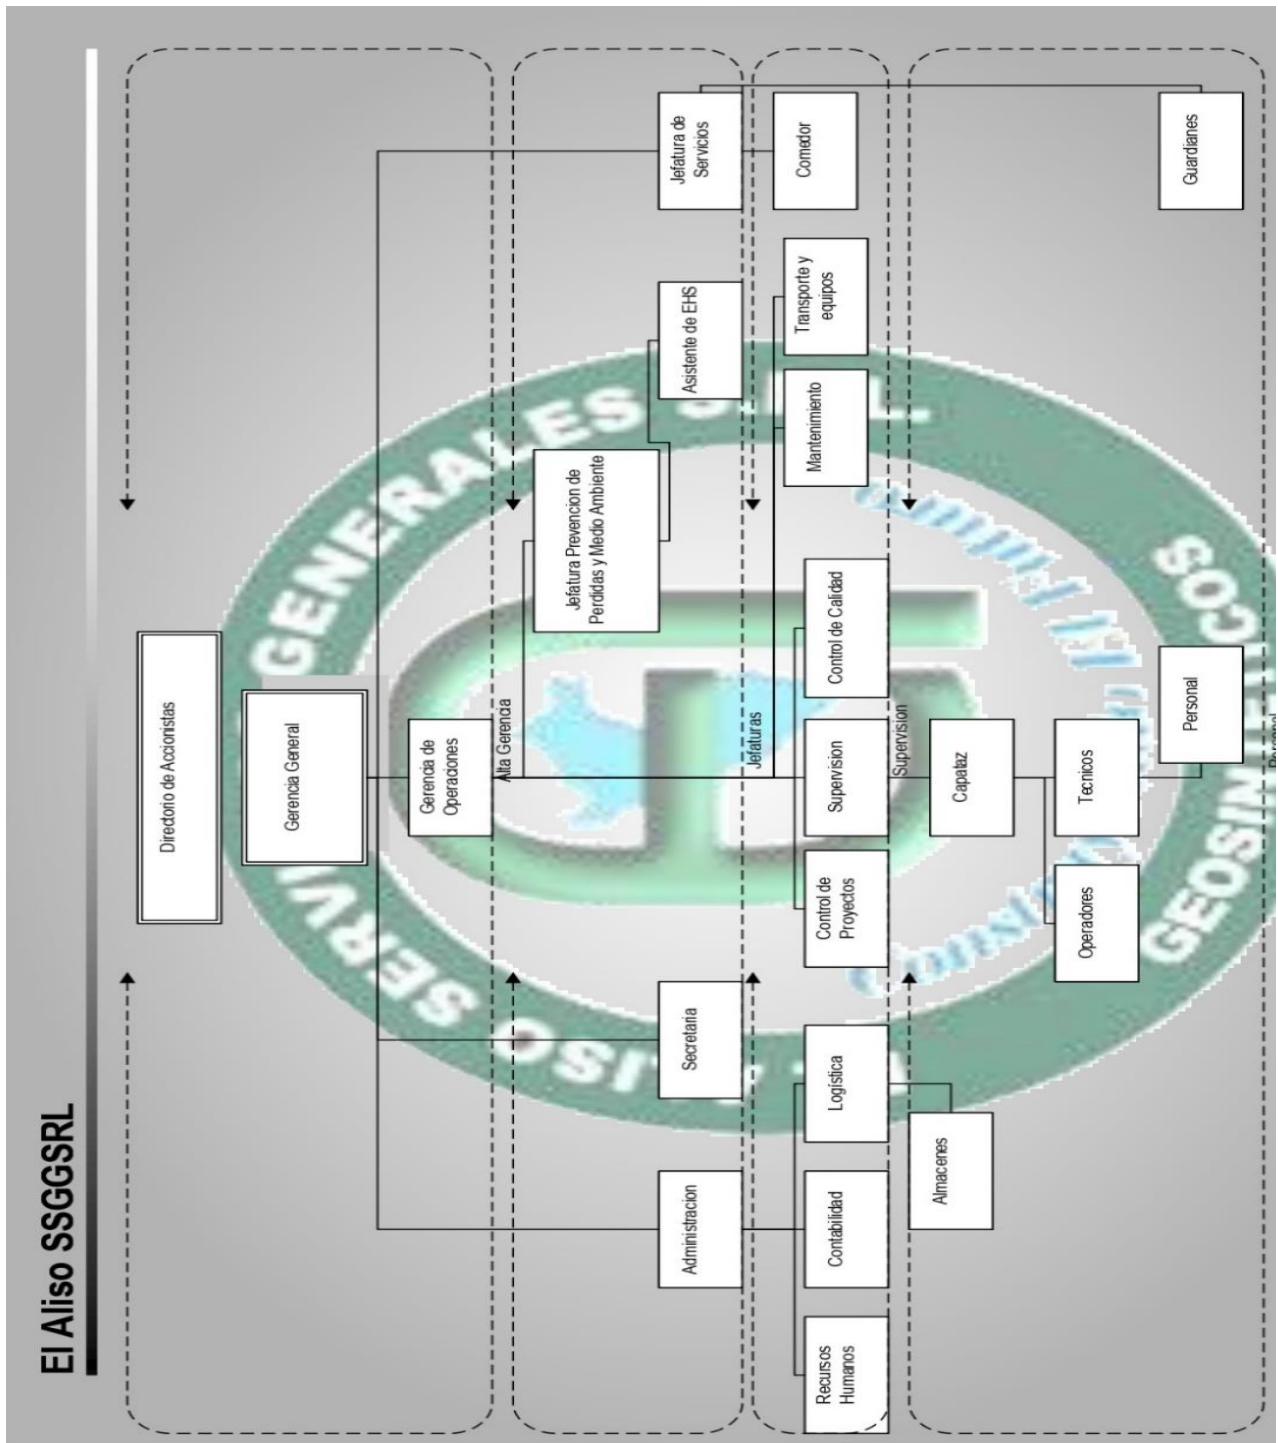 El Aliso SSGGSRL
Directorio de Accionistas
Gerencia General
Gerencia de
Operaciones
Alta Gerencia
Jefatura Prevencion de
Perdidas y Medio Ambiente
Administracion
Secretaria
Asistente de EHS
Jefatura de
Servicios
Jefaturas
Recursos
Humanos
Contabilidad
Logística
Control de
Proyectos
Supervision
Control de Calidad
Mantenimiento
Transporte y
equipos
Comedor
Supervision
Almacenes
Capataz
Operadores
Tecnicos
Personal
Guardianes
Personal
GENERALES
GEOSINTETICOS